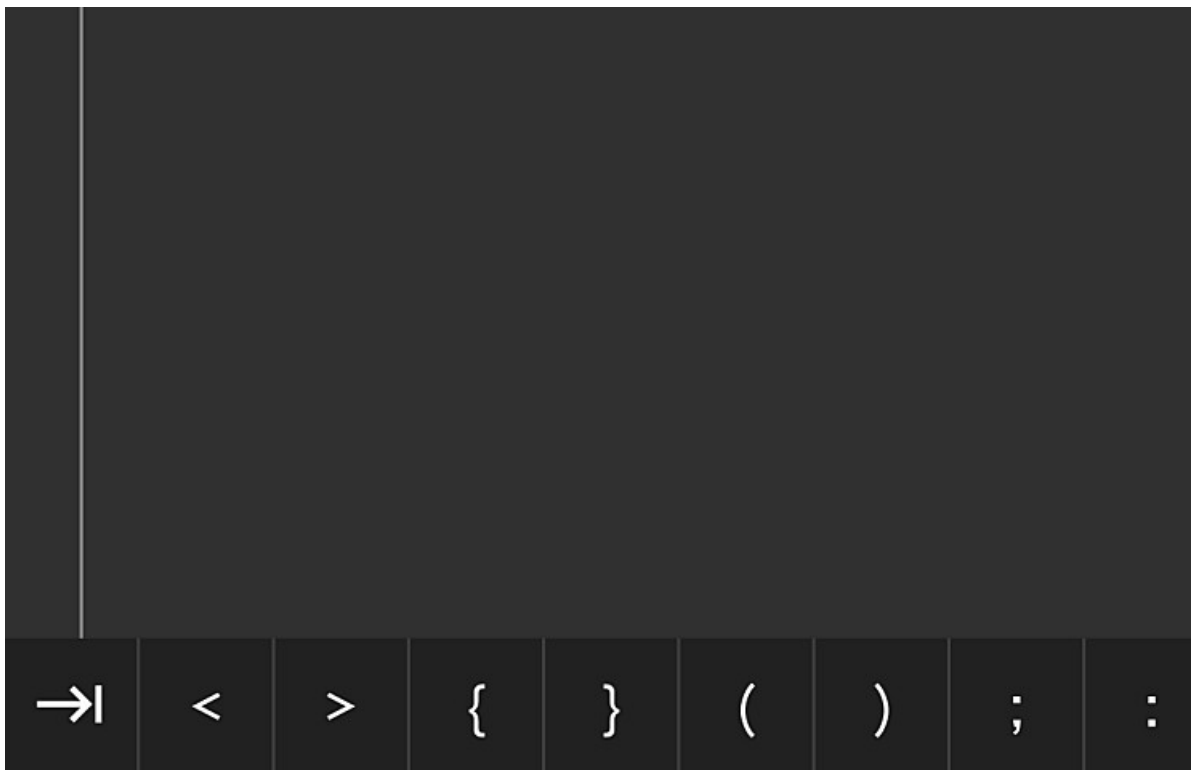 →| < > { } ( ) ; :